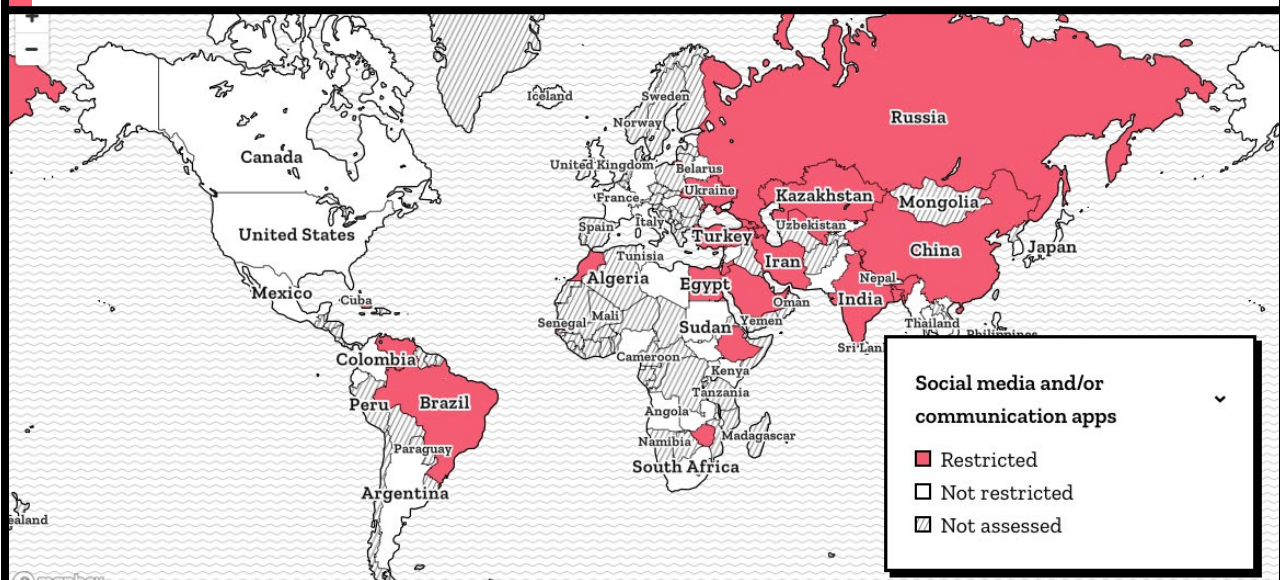 +
−
Iceland
Sweden
Norway
Russia
Canada
United Kingdom
Belarus
Ukraine
France
Kazakhstan
Mongolia
Italy
Spain
Uzbekistan
United States
Turkey
Japan
China
Tunisia
Iran
Algeria
Egypt
Nepal
Mexico
Cuba
Oman
India
Mali
Senegal
Sudan
Yemen
Thailand
Philippines
Sri Lan
Colombia
Cameroon
Kenya
Tanzania
Peru
Brazil
Angola
Namibia
Madagascar
Paraguay
South Africa
Argentina
ealand
mapbox
Social media and/or
communication apps
Restricted
Not restricted
Not assessed